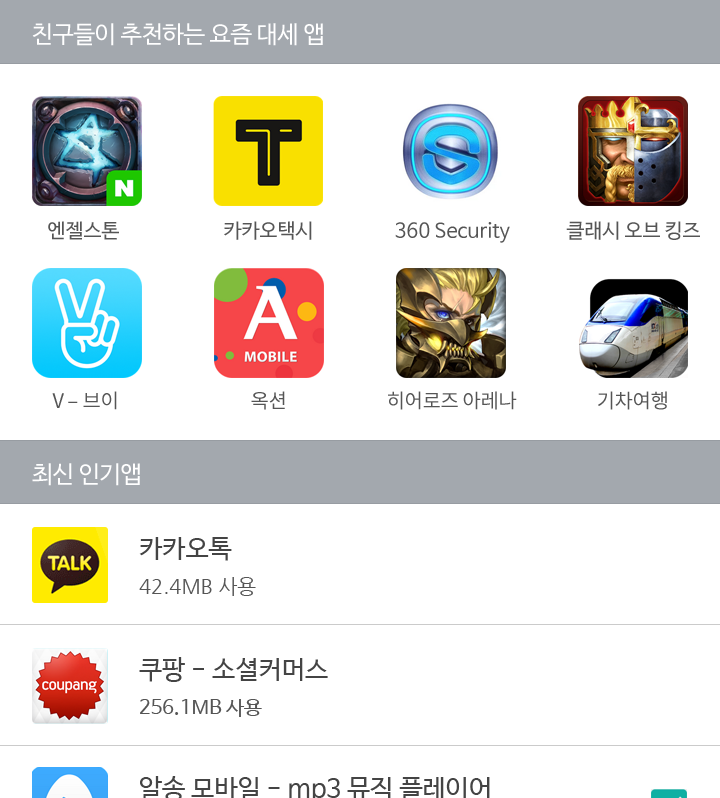 친구들이 추천하는 요즘 대세 앱
N
T
S
엔젤스톤
카카오택시
360 Security
클래시 오브 킹즈
A
MOBILE
V – 브이
옥션
히어로즈 아레나
기차여행
최신 인기앱
TALK
카카오톡
42.4MB 사용
coupang
쿠팡 – 소셜커머스
256.1MB 사용
알송 모바일 – mp3 뮤직 플레이어